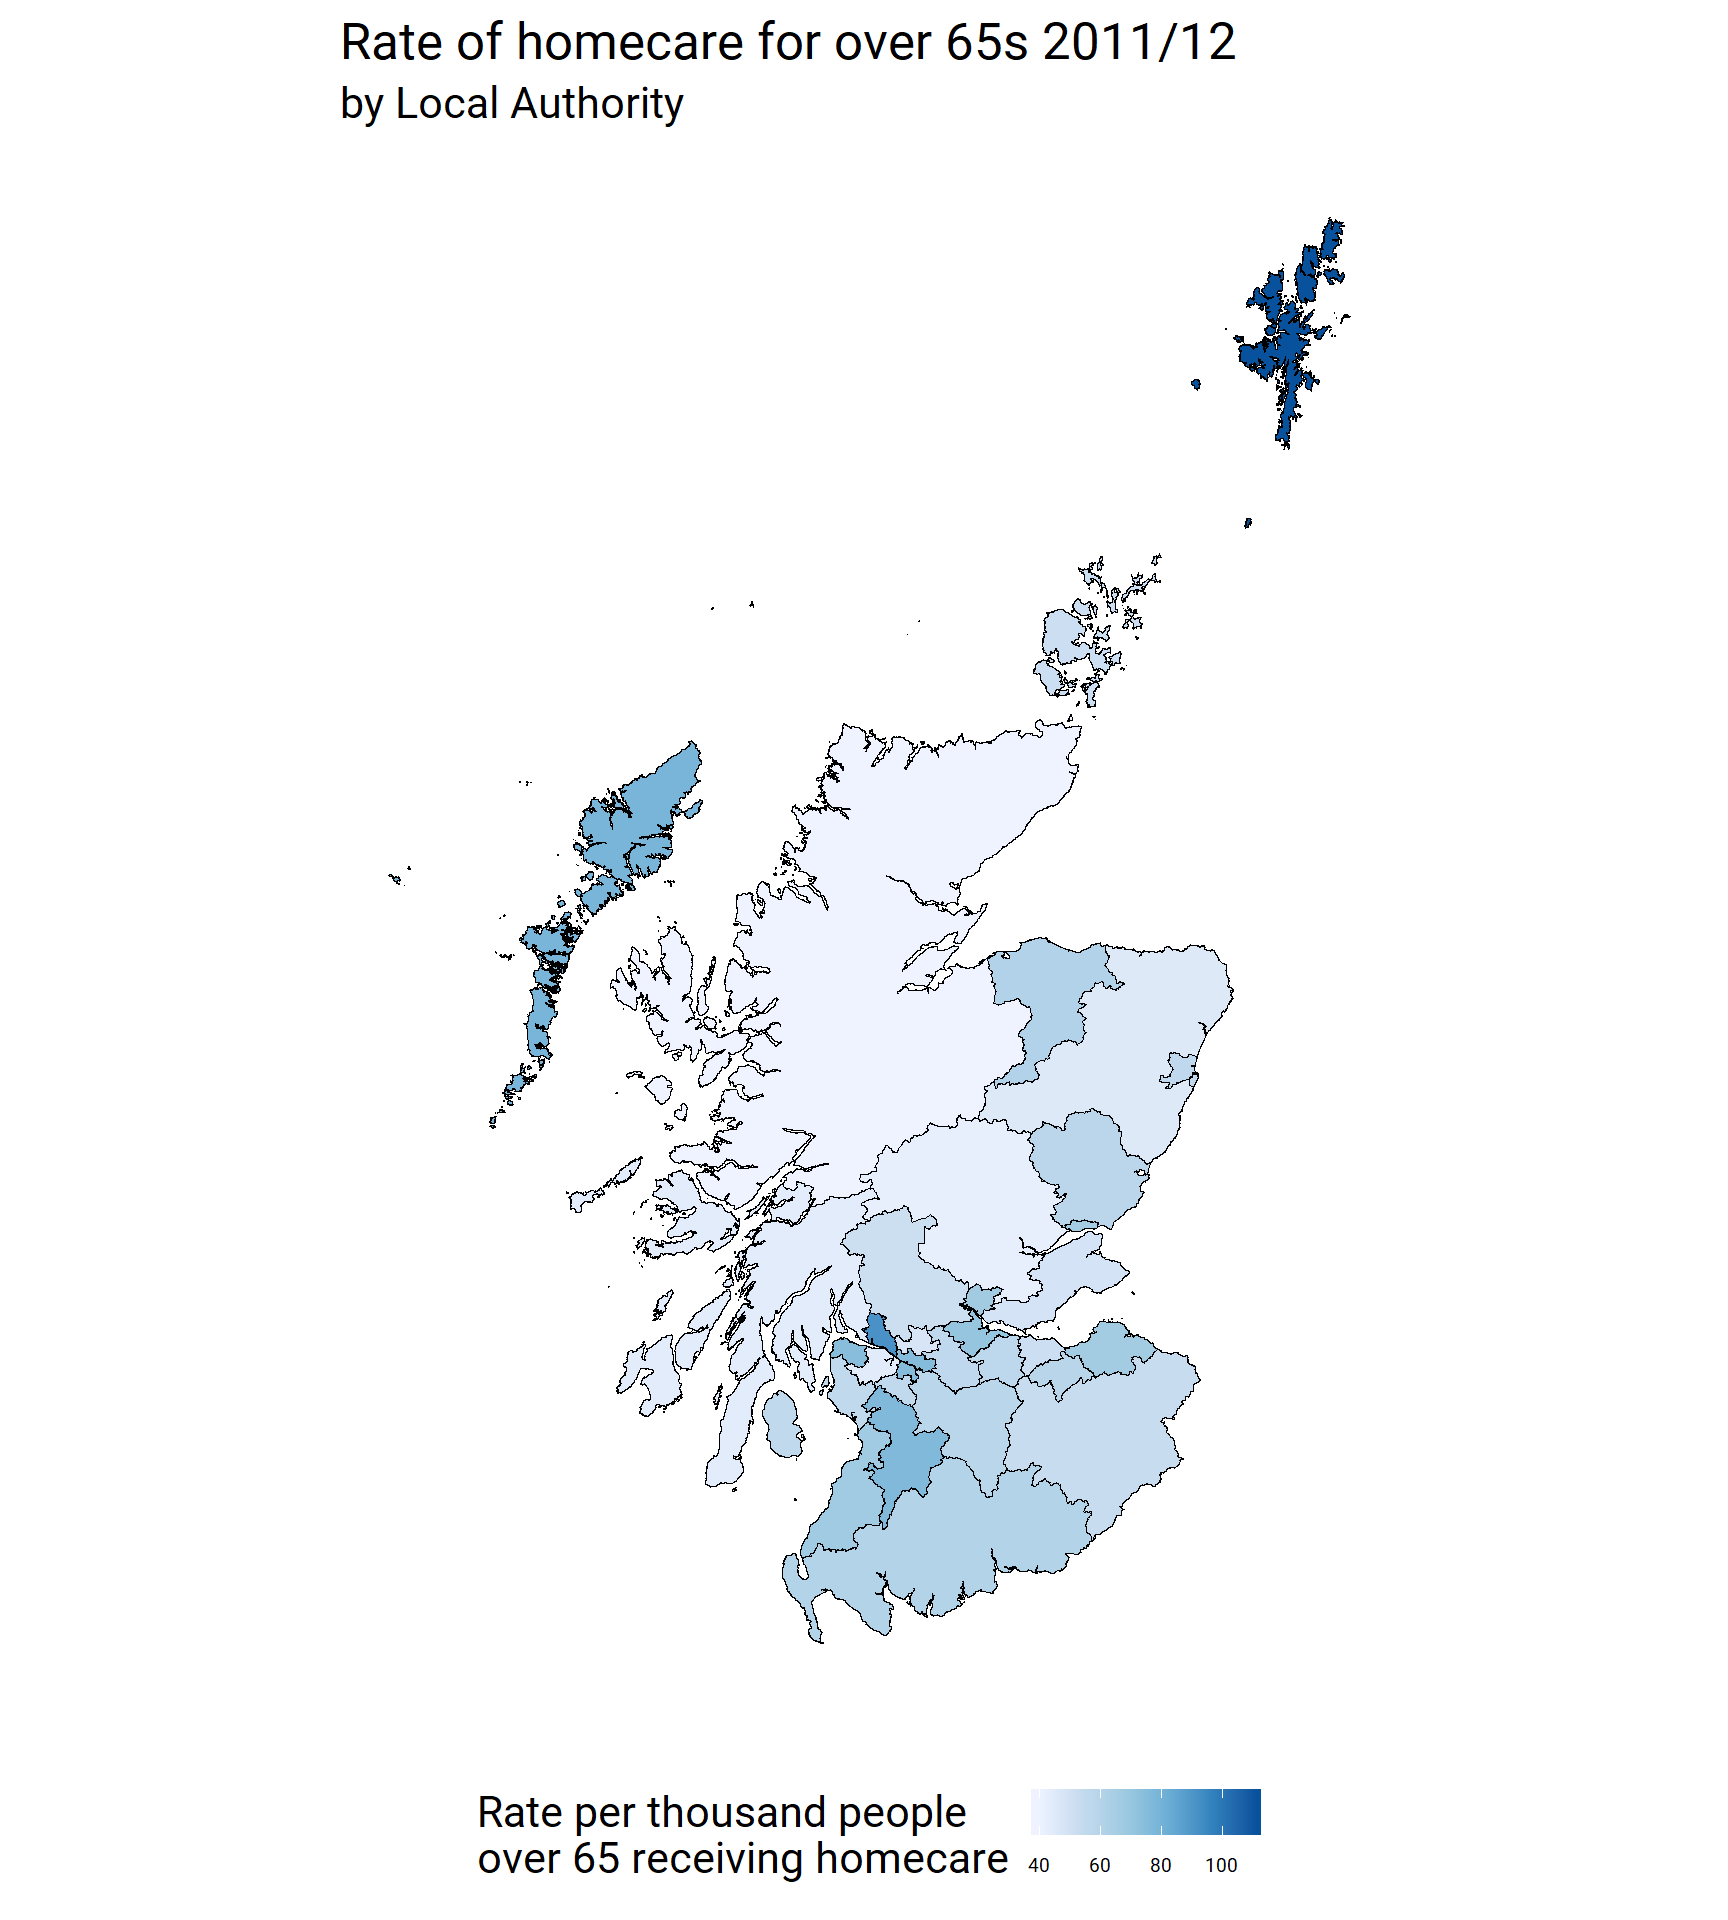 Rate of homecare for over 65s 2011/12
by Local Authority
Rate per thousand people
over 65 receiving homecare
40 60 80 100